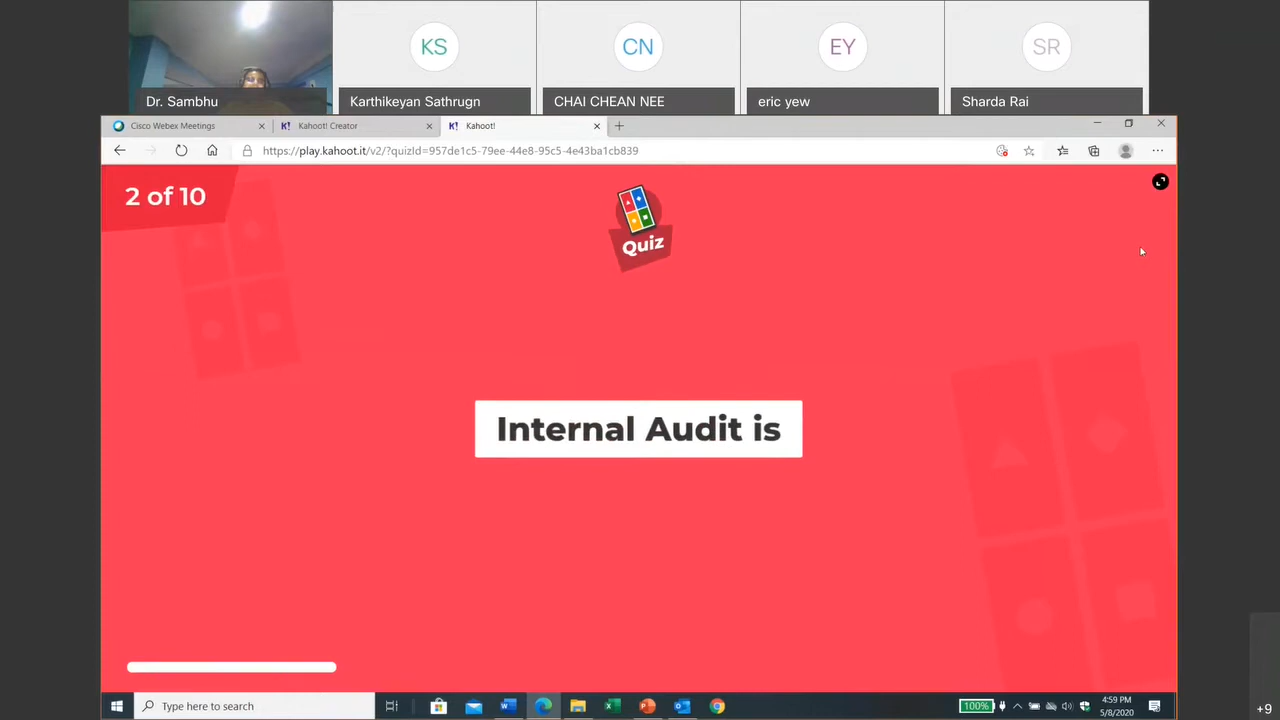 KS
CN
EY
SR
Dr. Sambhu
Karthikeyan Sathrugn
CHAI CHEAN NEE
eric yew
Sharda Rai
Cisco Webex Meetings
K! Kahoot! Creator
K! Kahoot!
https://play.kahoot.it/v2/?quizId=957de1c5-79ee-44e8-95c5-4e43ba1cb839
2 of 10
Quiz
Internal Audit is
Type here to search
100%
4:59 PM
5/8/2020
+9